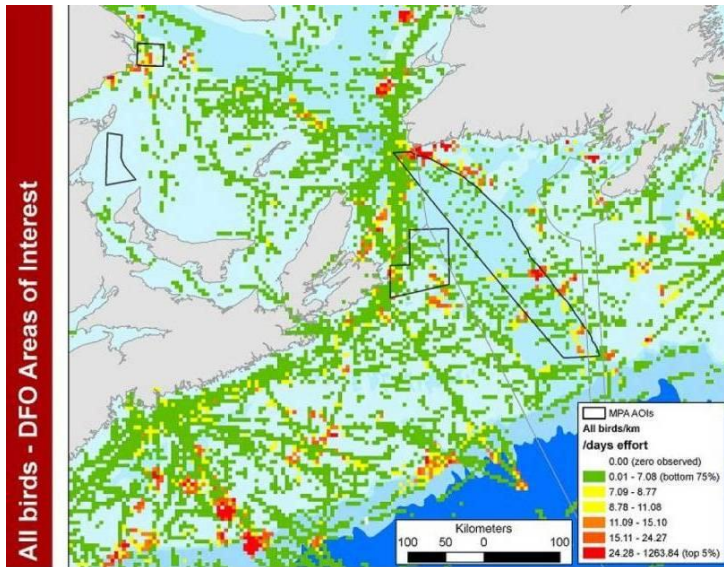 All birds - DFO Areas of Interest
MPA AOIs
All birds/km
/days effort
0.00 (zero observed)
0.01 - 7.08 (bottom 75%)
7.09 - 8.77
8.78 - 11.08
11.09 - 15.10
15.11 - 24.27
24.28 - 1263.84 (top 5%)
Kilometers
100 50 0 100